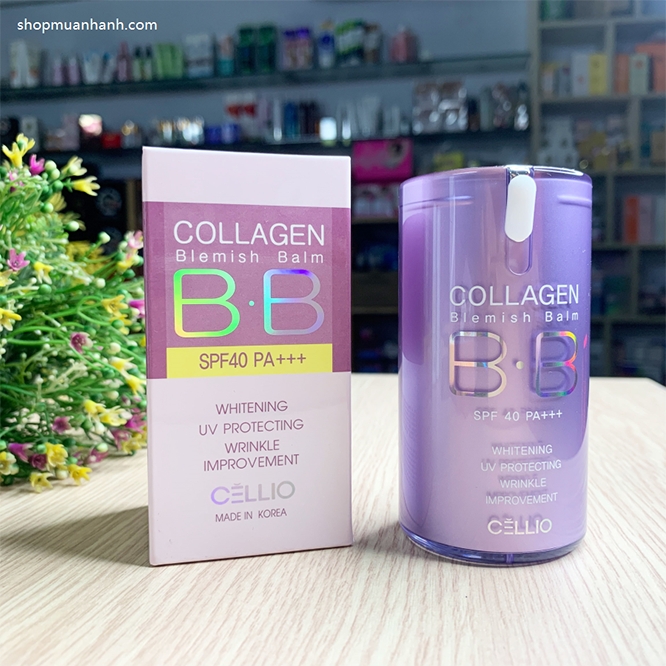 shopmuanhanh.com
COLLAGEN
Blemish Balm
B·B
SPF40 PA+++
WHITENING
UV PROTECTING
WRINKLE
IMPROVEMENT
CELLIO
MADE IN KOREA
COLLAGEN
Blemish Balm
B·B
SPF 40 PA+++
WHITENING
UV PROTECTING
WRINKLE
IMPROVEMENT
CELLIO